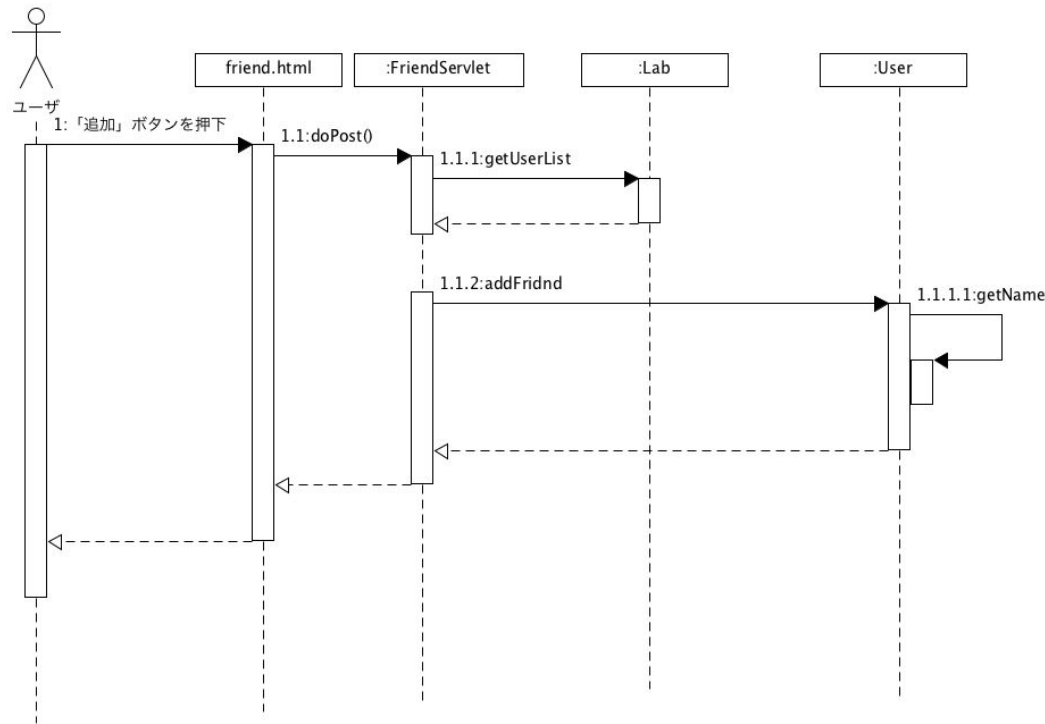 friend.html
:FriendServlet
:Lab
:User
ユーザ
1:「追加」ボタンを押下
1.1:doPost()
1.1.1:getUserList
1.1.2:addFridnd
1.1.1.1:getName